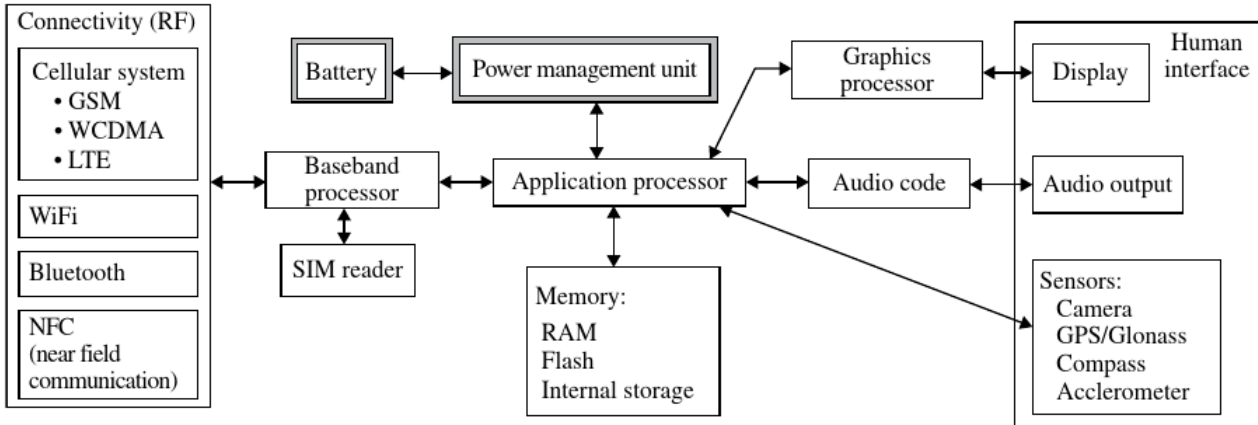 Connectivity (RF)
Cellular system
• GSM
• WCDMA
• LTE
WiFi
Bluetooth
NFC
(near field
communication)
Battery
Power management unit
Baseband
processor
SIM reader
Application processor
Memory:
RAM
Flash
Internal storage
Graphics
processor
Audio code
Human
interface
Display
Audio output
Sensors:
Camera
GPS/Glonass
Compass
Acclerometer